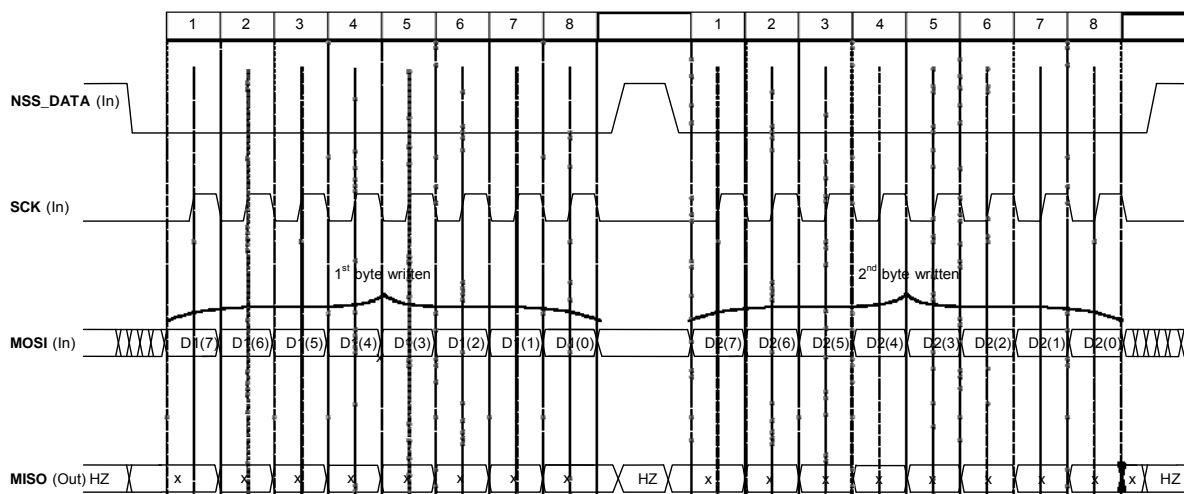 1 2 3 4 5 6 7 8 1 2 3 4 5 6 7 8
NSS_DATA (In)
SCK (In)
1st byte written 2nd byte written
MOSI (In) D1(7) D1(6) D1(5) D1(4) D1(3) D1(2) D1(1) D1(0) D2(7) D2(6) D2(5) D2(4) D2(3) D2(2) D2(1) D2(0)
MISO (Out) HZ x x x x x x x x HZ x x x x x x x x x HZ